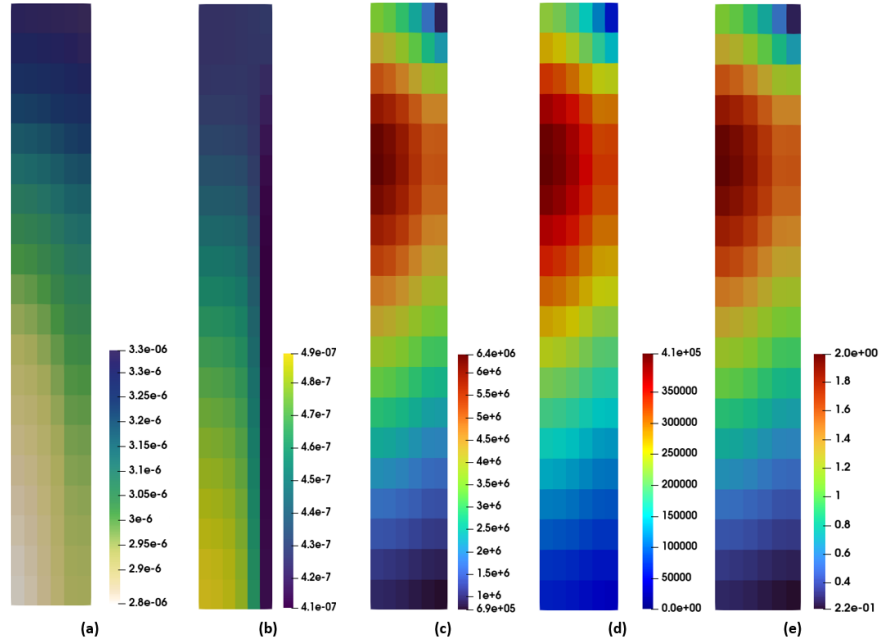 3.3e-06
3.3e-6
3.25e-6
3.2e-6
3.15e-6
3.1e-6
3.05e-6
3e-6
2.95e-6
2.9e-6
2.8e-06
4.9e-07
4.8e-7
4.7e-7
4.6e-7
4.5e-7
4.4e-7
4.3e-7
4.2e-7
4.1e-07
6.4e+06
6e+6
5.5e+6
5e+6
4.5e+6
4e+6
3.5e+6
3e+6
2.5e+6
2e+6
1.5e+6
1e+6
6.9e+05
4.1e+05
350000
300000
250000
200000
150000
100000
50000
0.0e+00
2.0e+00
1.8
1.6
1.4
1.2
1
0.8
0.6
0.4
2.2e-01
(a) (b) (c) (d) (e)